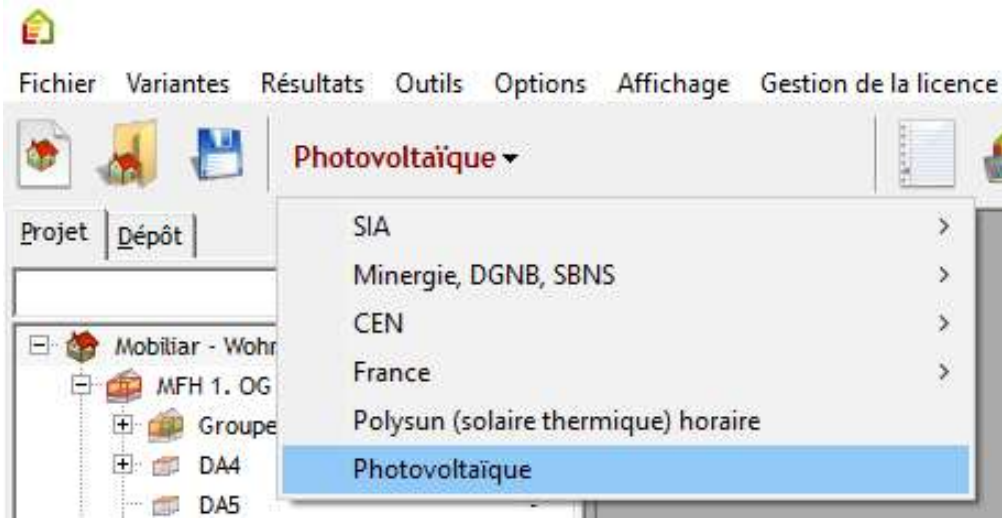 Fichier Variantes Résultats Outils Options Affichage Gestion de la licence
Photovoltaïque
Projet Dépôt
SIA
Minergie, DGNB, SBNS
CEN
France
Polysun (solaire thermique) horaire
Photovoltaïque
Mobiliar - Wohn
MFH 1. OG
Groupe
DA4
DA5